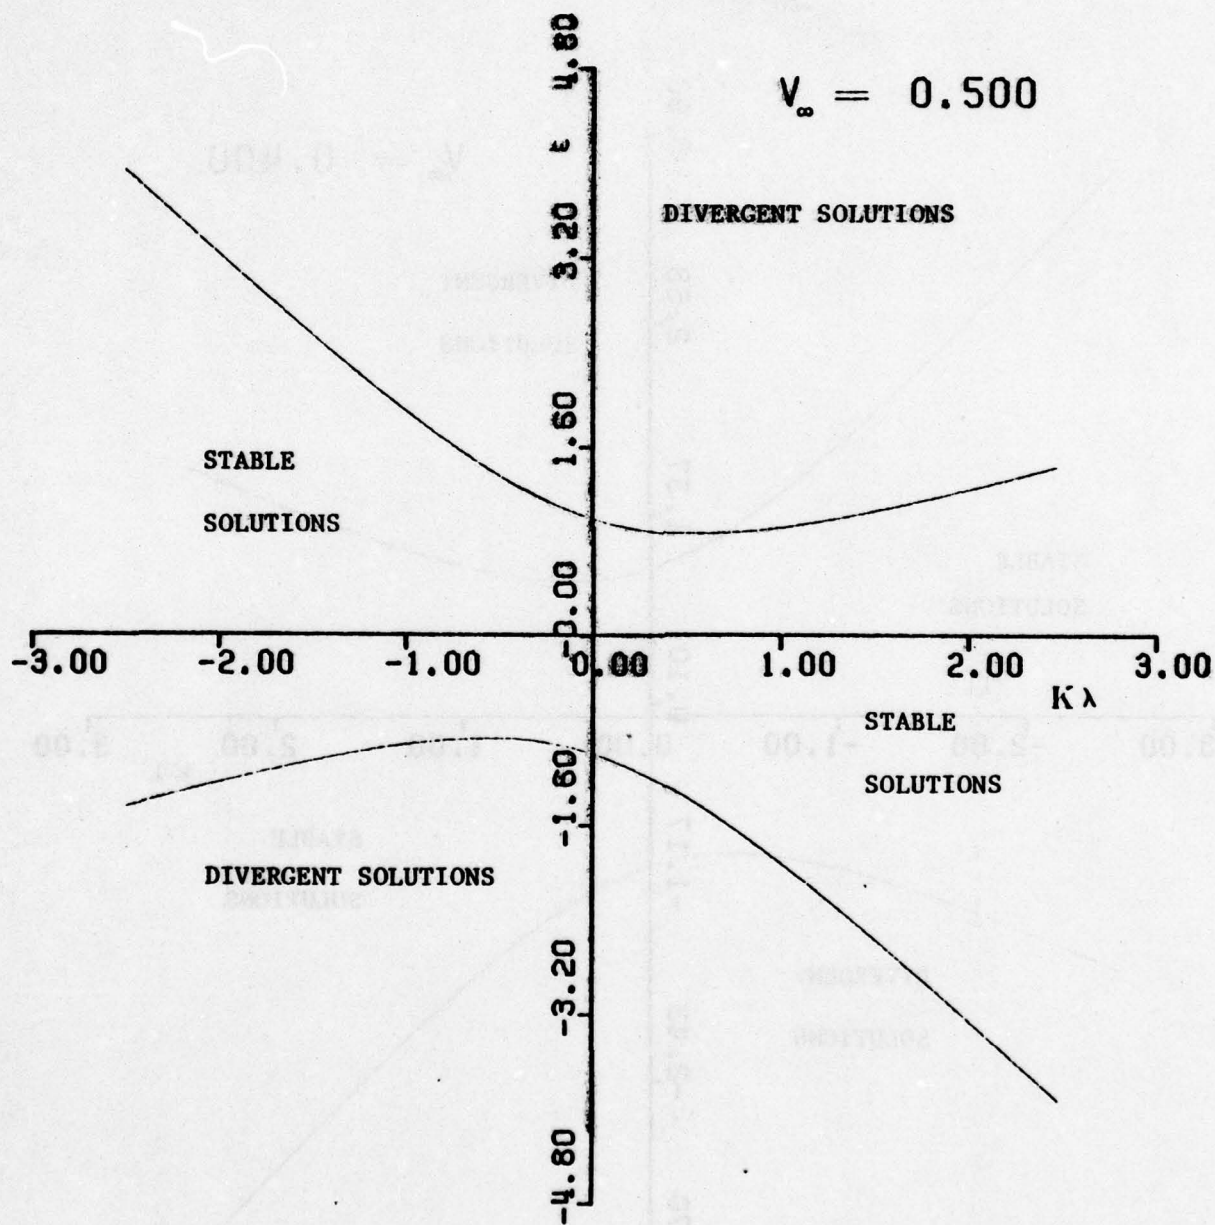 4.80
V∞ = 0.500
ε
DIVERGENT SOLUTIONS
3.20
1.60
STABLE
SOLUTIONS
-0.00
-3.00 -2.00 -1.00 0.00 1.00 2.00 3.00
Kλ
STABLE
SOLUTIONS
-1.60
DIVERGENT SOLUTIONS
-3.20
-4.80